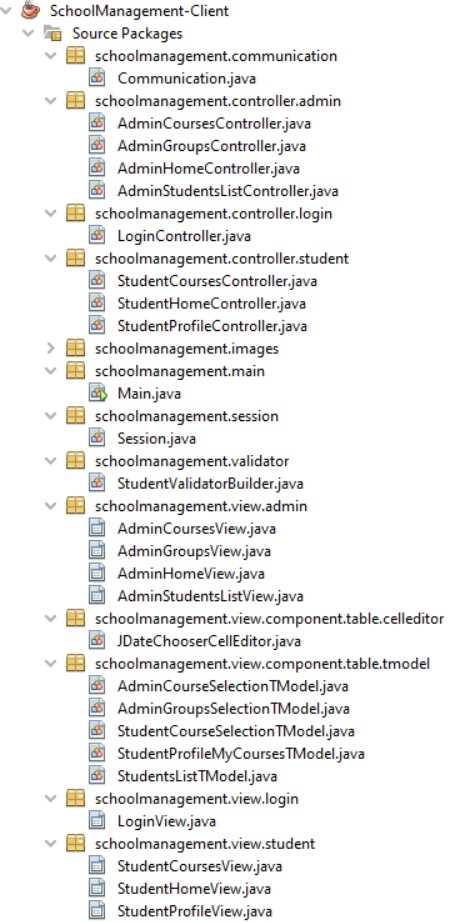 SchoolManagement-Client
Source Packages
schoolmanagement.communication
Communication.java
schoolmanagement.controller.admin
AdminCoursesController.java
AdminGroupsController.java
AdminHomeController.java
AdminStudentsListController.java
schoolmanagement.controller.login
LoginController.java
schoolmanagement.controller.student
StudentCoursesController.java
StudentHomeController.java
StudentProfileController.java
schoolmanagement.images
schoolmanagement.main
Main.java
schoolmanagement.session
Session.java
schoolmanagement.validator
StudentValidatorBuilder.java
schoolmanagement.view.admin
AdminCoursesView.java
AdminGroupsView.java
AdminHomeView.java
AdminStudentsListView.java
schoolmanagement.view.component.table.celleditor
JDateChooserCellEditor.java
schoolmanagement.view.component.table.tmodel
AdminCourseSelectionTModel.java
AdminGroupsSelectionTModel.java
StudentCourseSelectionTModel.java
StudentProfileMyCoursesTModel.java
StudentsListTModel.java
schoolmanagement.view.login
LoginView.java
schoolmanagement.view.student
StudentCoursesView.java
StudentHomeView.java
StudentProfileView.java